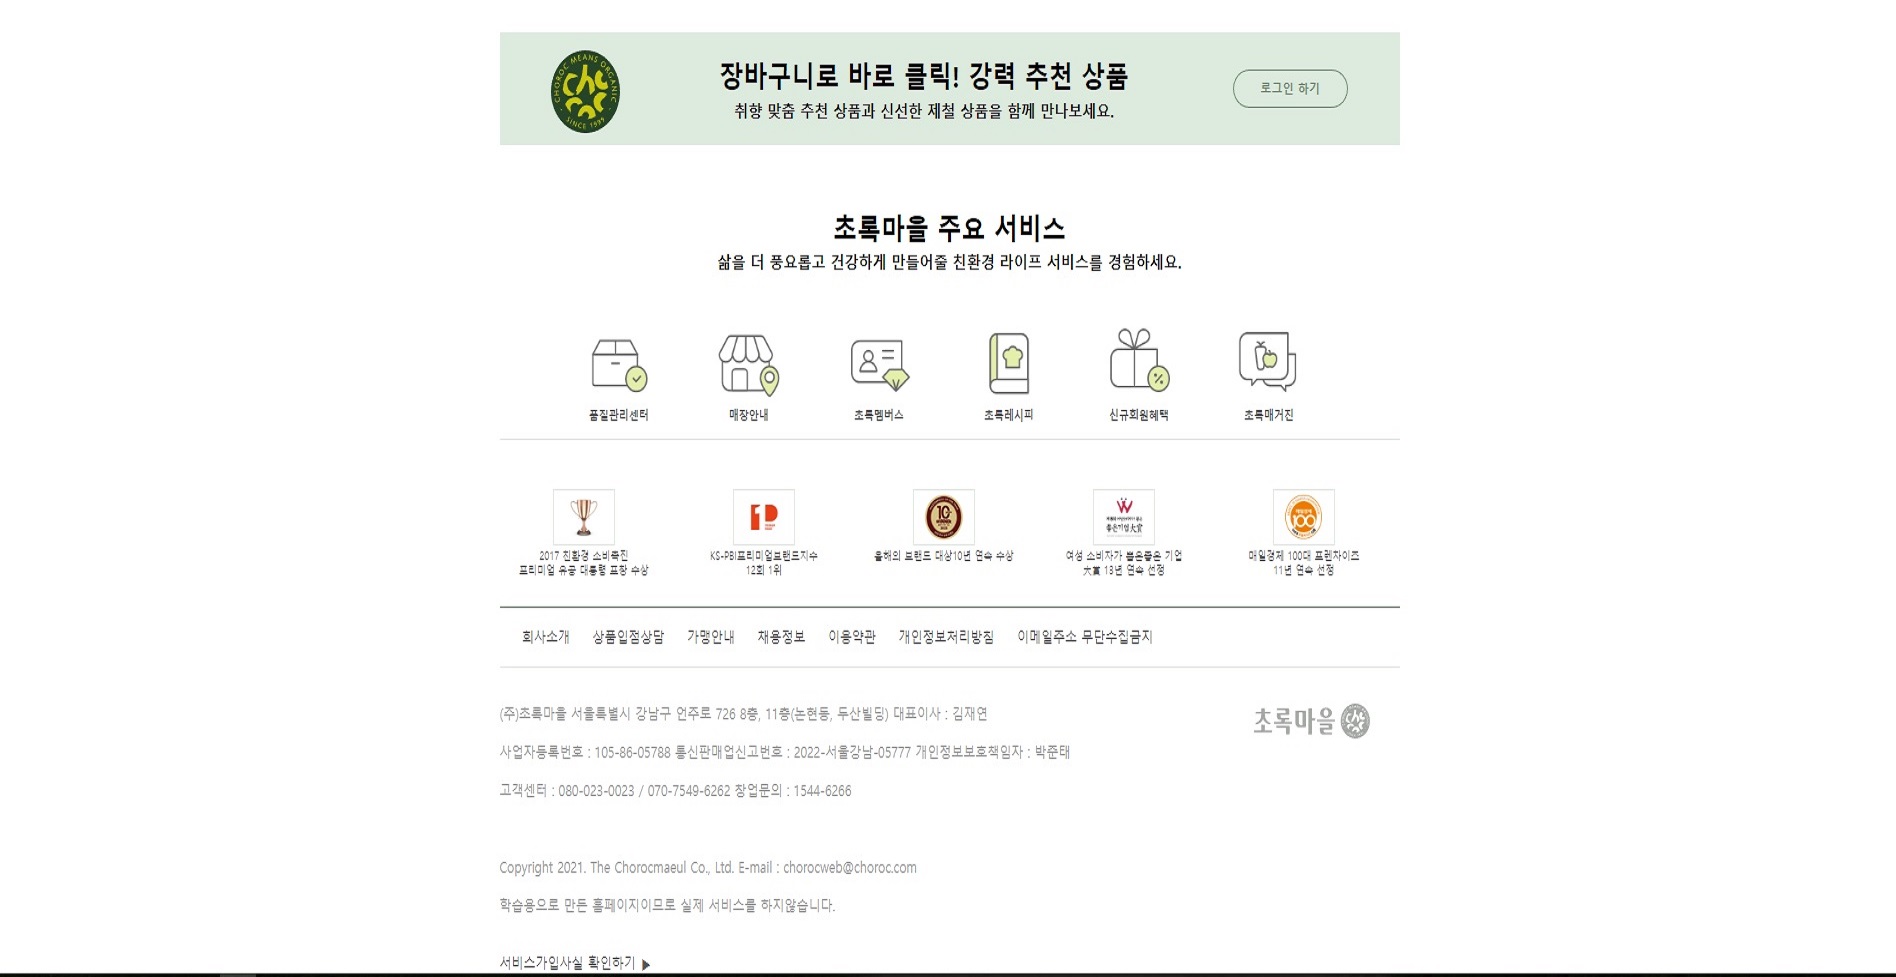 CHOROC MEANS ORGANIC
SINCE 1999
장바구니로 바로 클릭! 강력 추천 상품
취향 맞춤 추천 상품과 신선한 제철 상품을 함께 만나보세요.
로그인 하기
초록마을 주요 서비스
삶을 더 풍요롭고 건강하게 만들어줄 친환경 라이프 서비스를 경험하세요.
품질관리센터
매장안내
초록멤버스
초록레시피
신규회원혜택
초록매거진
2017 친환경 소비촉진
프리미엄 유공 대통령 표창 수상
KS-PBI프리미엄브랜드지수
12회 1위
올해의 브랜드 대상10년 연속 수상
여성 소비자가 뽑은좋은 기업
大賞 13년 연속 선정
매일경제 100대 프랜차이즈
11년 연속 선정
회사소개 상품입점상담 가맹안내 채용정보 이용약관 개인정보처리방침 이메일주소 무단수집금지
(주)초록마을 서울특별시 강남구 언주로 726 8층, 11층(논현동, 두산빌딩) 대표이사 : 김재연
초록마을
사업자등록번호 : 105-86-05788 통신판매업신고번호 : 2022-서울강남-05777 개인정보보호책임자 : 박준태
고객센터 : 080-023-0023 / 070-7549-6262 창업문의 : 1544-6266
Copyright 2021. The Chorocmaeul Co., Ltd. E-mail : chorocweb@choroc.com
학습용으로 만든 홈페이지이므로 실제 서비스를 하지않습니다.
서비스가입사실 확인하기 ▶